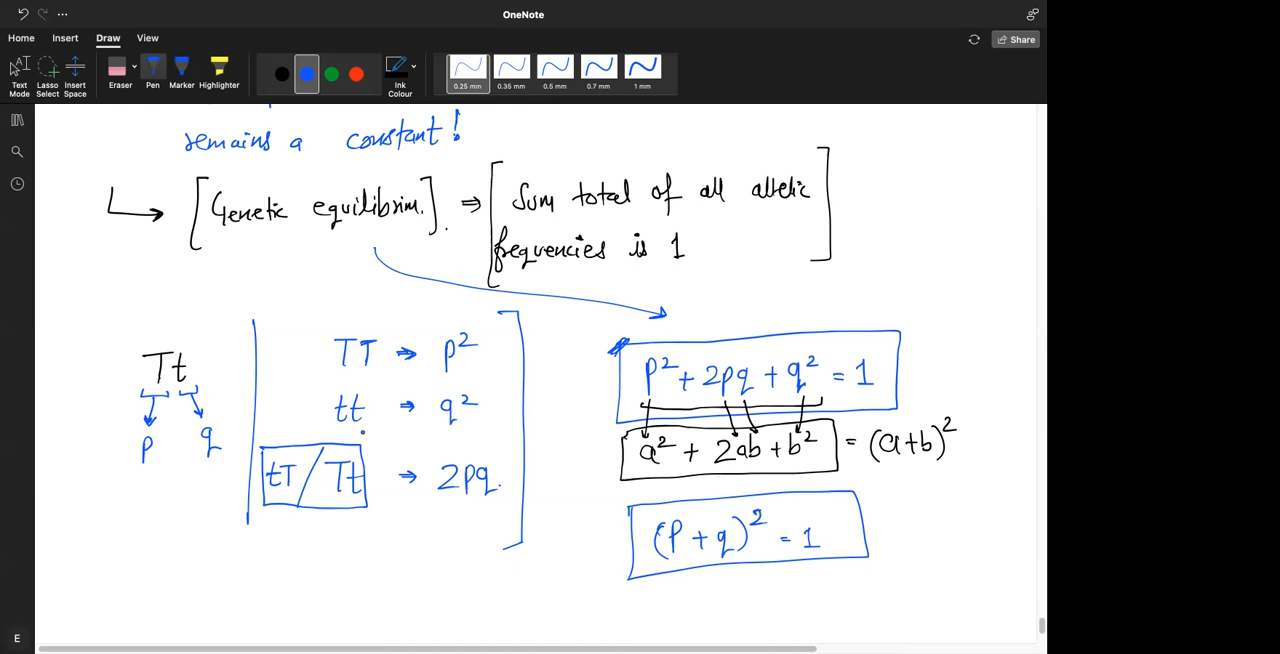 OneNote
Home Insert Draw View
Share
Text Mode
Lasso Select
Insert Space
Eraser
Pen
Marker
Highlighter
Ink Colour
0.25 mm
0.35 mm
0.5 mm
0.7 mm
1 mm
remains a constant!
[Genetic equilibrim.] ⇒ [Sum total of all allelic
frequencies is 1]
Tt
p q
TT ⇒ p²
tt ⇒ q²
tT / Tt ⇒ 2pq.
p² + 2pq + q² = 1
a² + 2ab + b² = (a+b)²
(P + q)² = 1
E